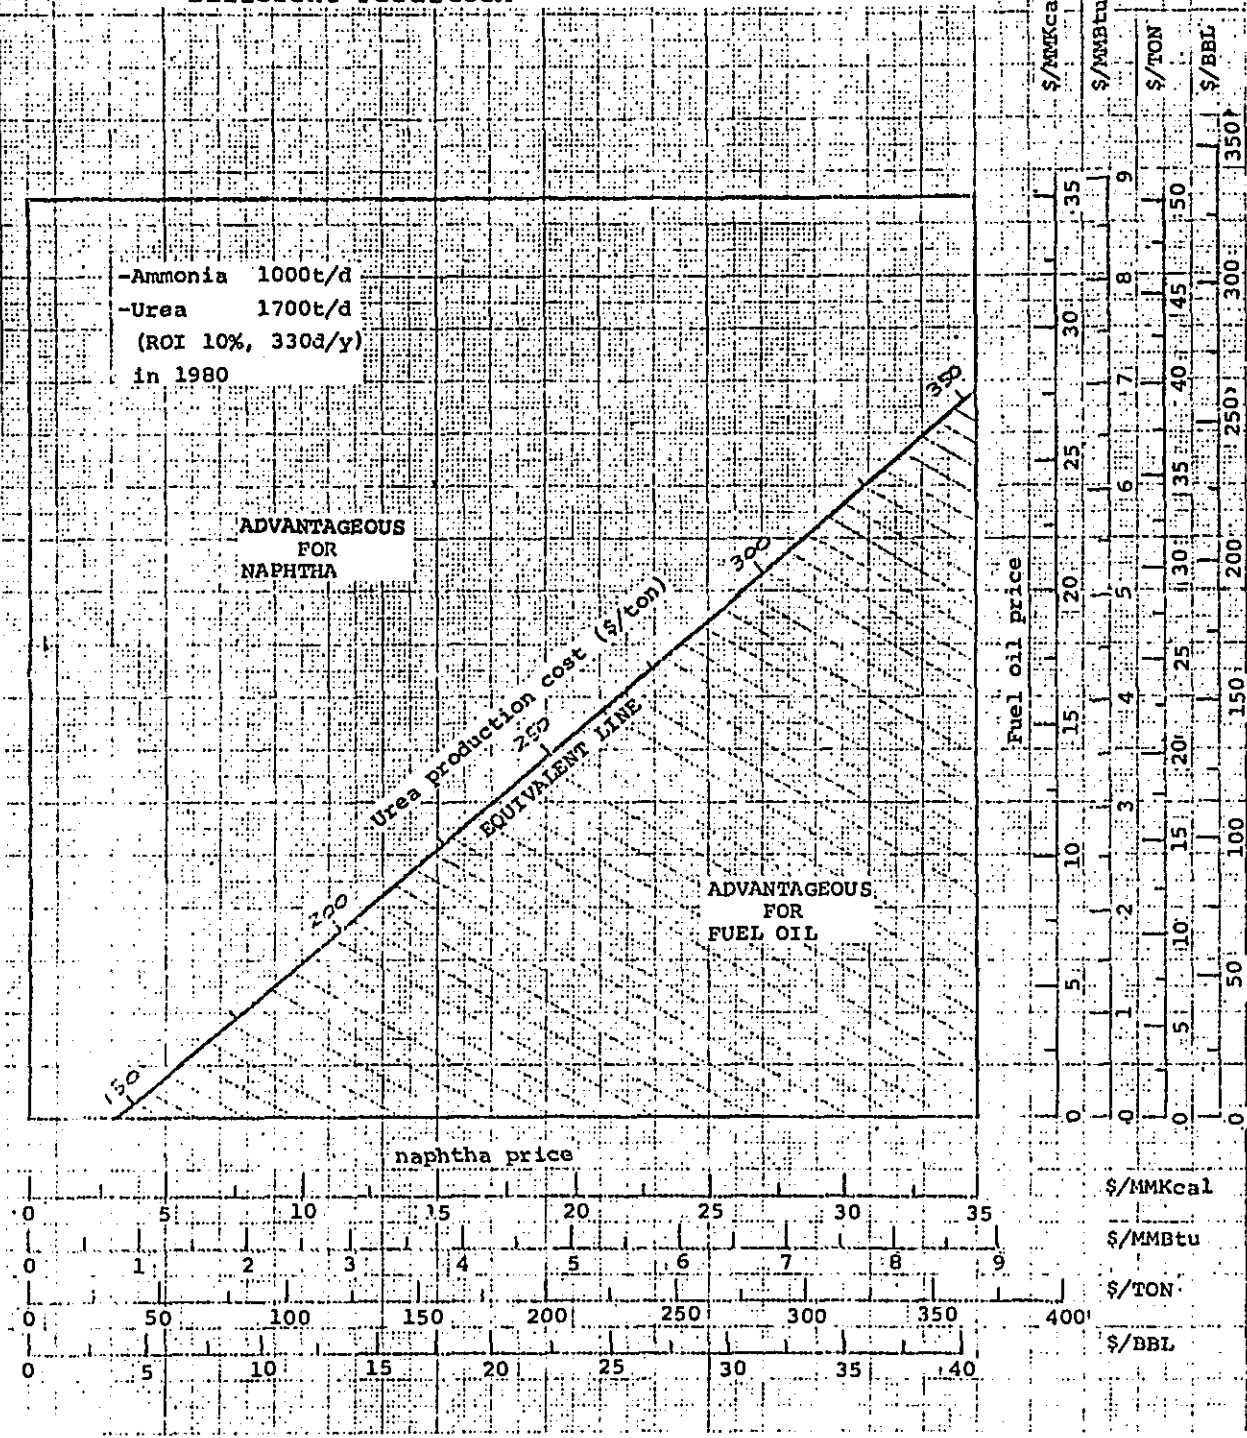 $/MMKca
$/MMBtu
$/TON
$/BBL
-Ammonia 1000t/d
-Urea 1700t/d
(ROI 10%, 330d/y)
in 1980
ADVANTAGEOUS
FOR
NAPHTHA
Urea production cost ($/ton)
150
200
250
300
350
EQUIVALENT LINE
ADVANTAGEOUS
FOR
FUEL OIL
Fuel oil price
0 5 10 15 20 25 30 35
0 1 2 3 4 5 6 7 8 9
0 5 10 15 20 25 30 35 40 45 50
0 50 100 150 200 250 300 350
naphtha price
0 5 10 15 20 25 30 35
$/MMKcal
0 1 2 3 4 5 6 7 8 9
$/MMBtu
0 50 100 150 200 250 300 350 400
$/TON
0 5 10 15 20 25 30 35 40
$/BBL